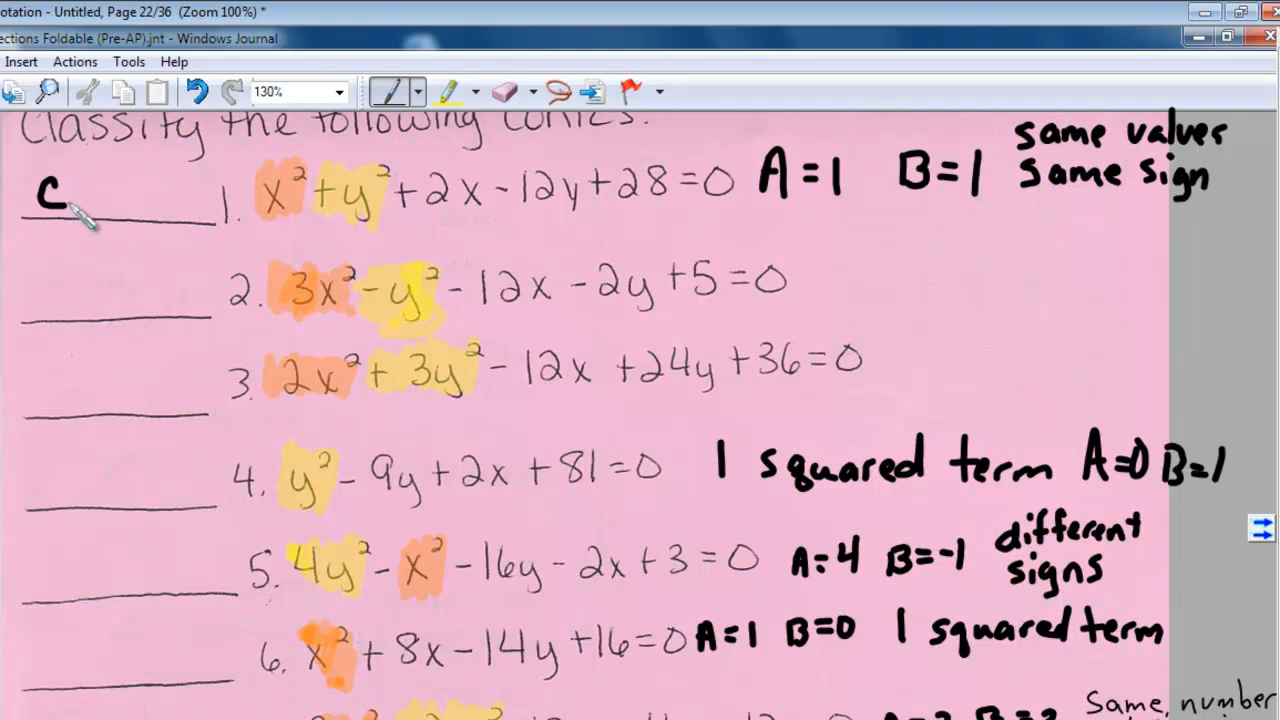 otation - Untitled, Page 22/36 (Zoom 100%) *
ections Foldable (Pre-AP).jnt - Windows Journal
Insert Actions Tools Help
130%
Classify the following conics.
same values
C 1. x² + y² + 2x - 12y + 28 = 0 A = 1 B = 1 same sign
2. 3x² - y² - 12x - 2y + 5 = 0
3. 2x² + 3y² - 12x + 24y + 36 = 0
4. y² - 9y + 2x + 81 = 0 1 squared term A=0 B=1
different
5. 4y² - x² - 16y - 2x + 3 = 0 A=4 B=-1 signs
6. x² + 8x - 14y + 16 = 0 A=1 B=0 1 squared term
Same number